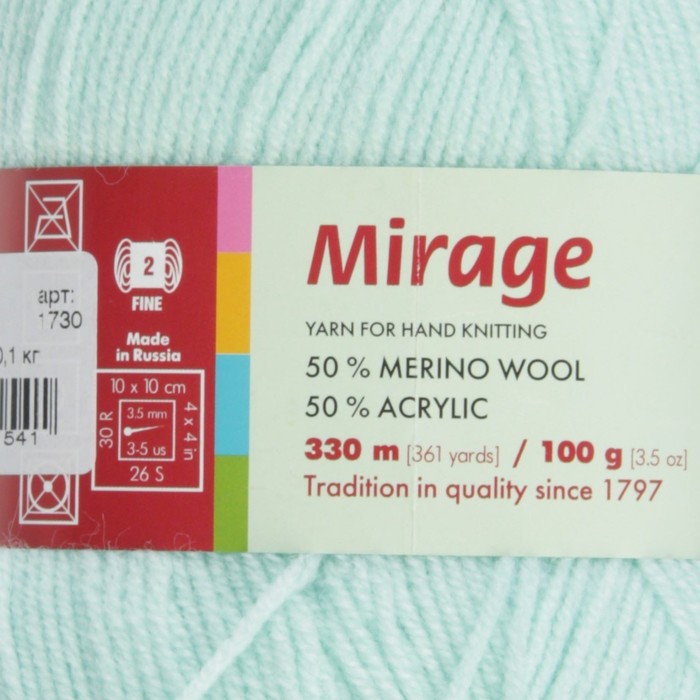 арт:
1730
0,1 кг
541
2
FINE
Made
in Russia
10 x 10 cm
30 R
3.5 mm
3-5 us
4 x 4 in
26 S
Mirage
YARN FOR HAND KNITTING
50 % MERINO WOOL
50 % ACRYLIC
330 m [361 yards] / 100 g [3.5 oz]
Tradition in quality since 1797